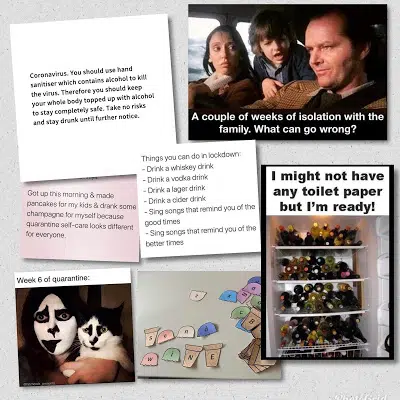 Coronavirus. You should use hand
sanitiser which contains alcohol to kill
the virus. Therefore you should keep
your whole body topped up with alcohol
to stay completely safe. Take no risks
and stay drunk until further notice.
A couple of weeks of isolation with the
family. What can go wrong?
Things you can do in lockdown:
- Drink a whiskey drink
- Drink a vodka drink
- Drink a lager drink
- Drink a cider drink
- Sing songs that remind you of the
good times
- Sing songs that remind you of the
better times
Got up this morning & made
pancakes for my kids & drank some
champagne for myself because
quarantine self-care looks different
for everyone.
I might not have
any toilet paper
but I'm ready!
Week 6 of quarantine:
S E N D
W I N E